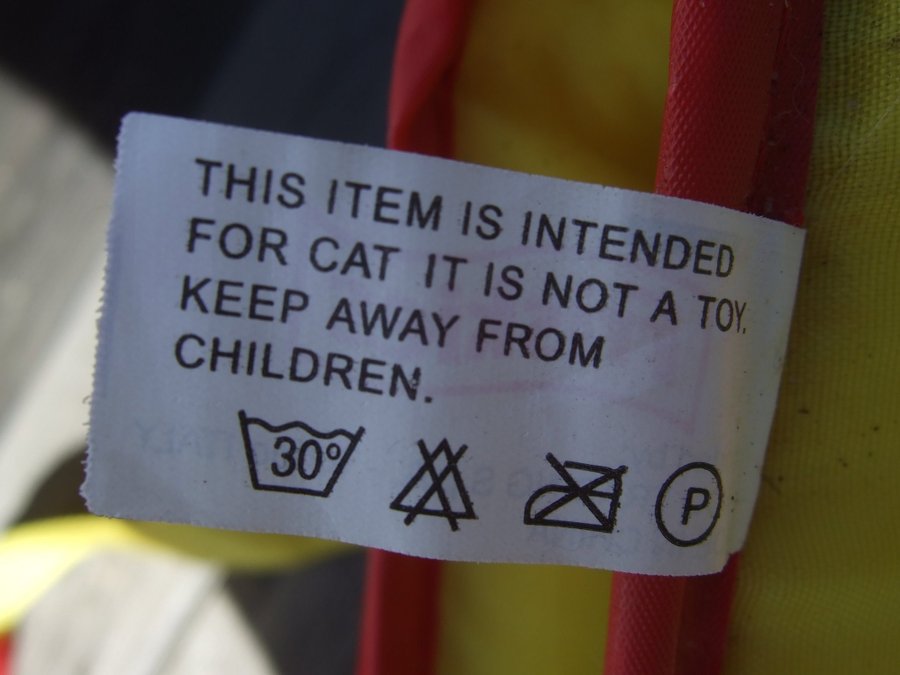 THIS ITEM IS INTENDED
FOR CAT IT IS NOT A TOY.
KEEP AWAY FROM
CHILDREN.
30°
P